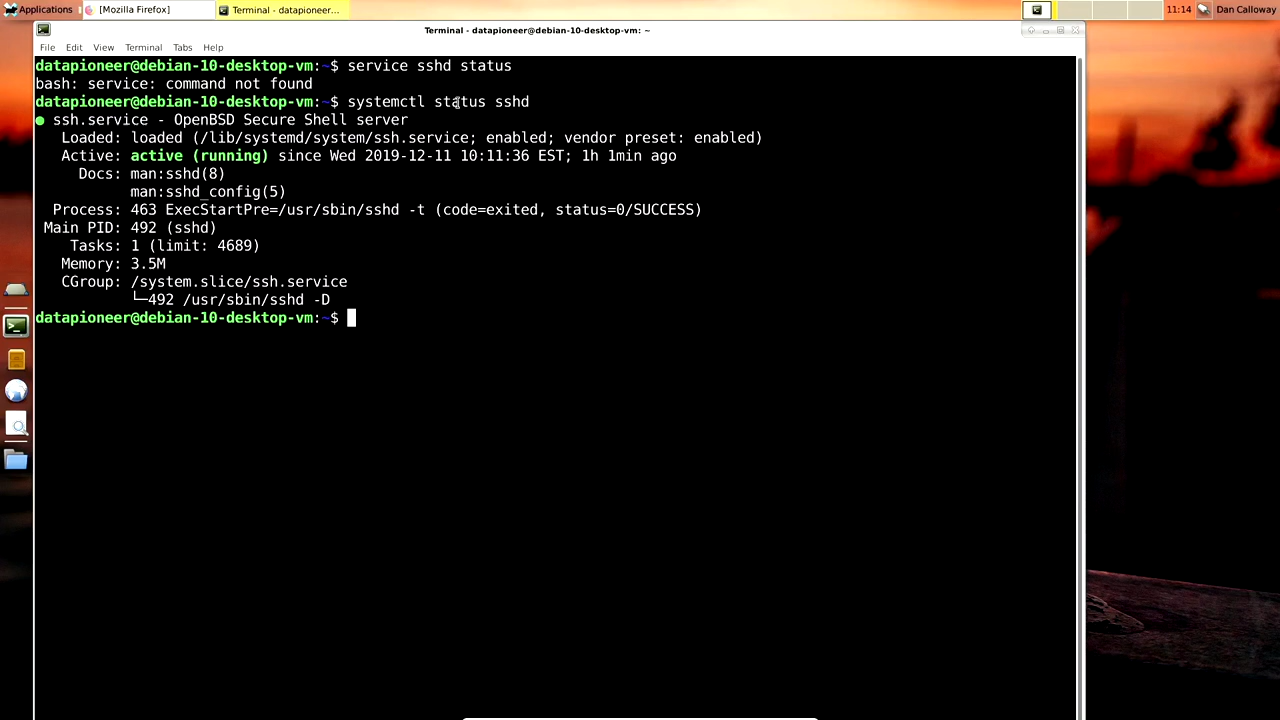 Applications [Mozilla Firefox] Terminal - datapioneer... 11:14 Dan Calloway
Terminal - datapioneer@debian-10-desktop-vm: ~
File Edit View Terminal Tabs Help
datapioneer@debian-10-desktop-vm:~$ service sshd status
bash: service: command not found
datapioneer@debian-10-desktop-vm:~$ systemctl status sshd
● ssh.service - OpenBSD Secure Shell server
Loaded: loaded (/lib/systemd/system/ssh.service; enabled; vendor preset: enabled)
Active: active (running) since Wed 2019-12-11 10:11:36 EST; 1h 1min ago
Docs: man:sshd(8)
man:sshd_config(5)
Process: 463 ExecStartPre=/usr/sbin/sshd -t (code=exited, status=0/SUCCESS)
Main PID: 492 (sshd)
Tasks: 1 (limit: 4689)
Memory: 3.5M
CGroup: /system.slice/ssh.service
└─492 /usr/sbin/sshd -D
datapioneer@debian-10-desktop-vm:~$